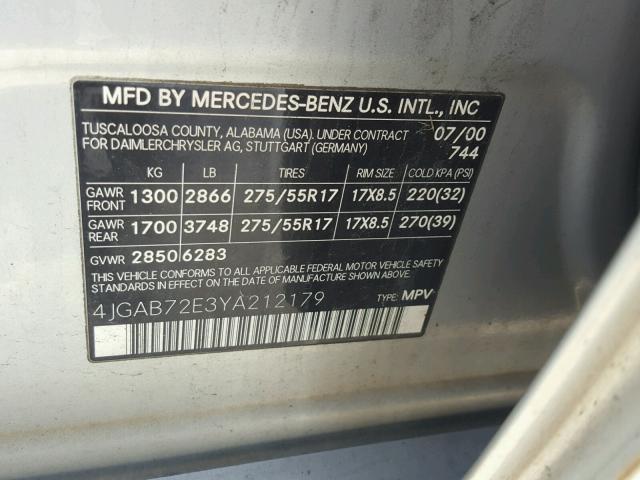 MFD BY MERCEDES-BENZ U.S. INTL., INC
TUSCALOOSA COUNTY, ALABAMA (USA). UNDER CONTRACT 07/00
FOR DAIMLERCHRYSLER AG, STUTTGART (GERMANY) 744
KG LB TIRES RIM SIZE COLD KPA (PSI)
GAWR FRONT 1300 2866 275/55R17 17X8.5 220(32)
GAWR REAR 1700 3748 275/55R17 17X8.5 270(39)
GVWR 2850 6283
THIS VEHICLE CONFORMS TO ALL APPLICABLE FEDERAL MOTOR VEHICLE SAFETY
STANDARDS IN EFFECT ON THE DATE OF MANUFACTURE SHOWN ABOVE.
4JGAB72E3YA212179 TYPE: MPV